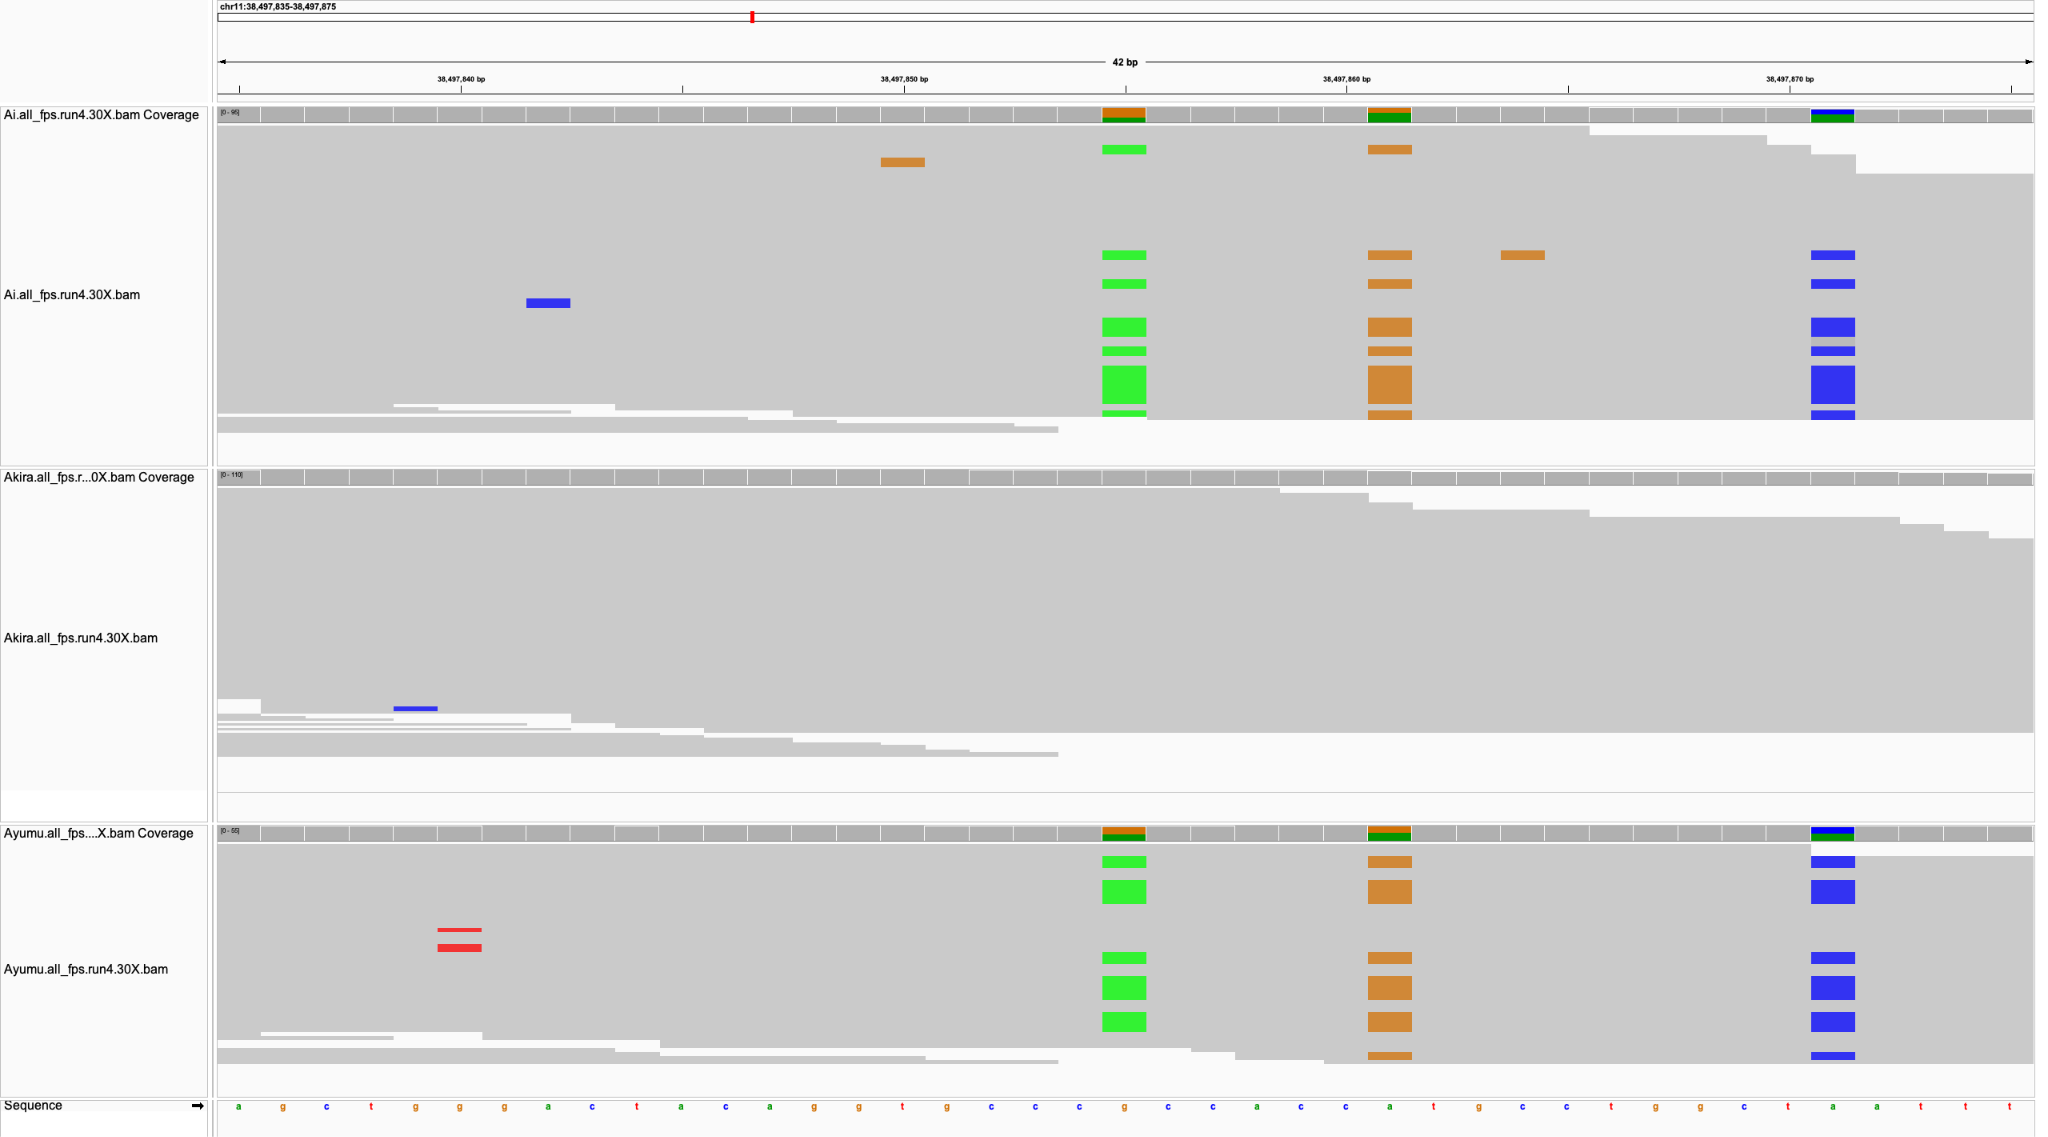 chr11:38,497,835-38,497,875
42 bp
38,497,840 bp 38,497,850 bp 38,497,860 bp 38,497,870 bp
Ai.all_fps.run4.30X.bam Coverage
[0 - 95]
Ai.all_fps.run4.30X.bam
Akira.all_fps.r...0X.bam Coverage
[0 - 110]
Akira.all_fps.run4.30X.bam
Ayumu.all_fps....X.bam Coverage
[0 - 55]
Ayumu.all_fps.run4.30X.bam
Sequence a g c t g g g a c t a c a g g t g c c c g c c a c c a t g c c t g g c t a a t t t